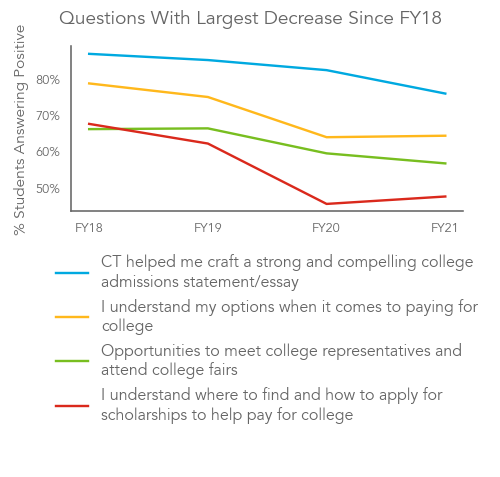 Questions With Largest Decrease Since FY18
% Students Answering Positive
80%
70%
60%
50%
FY18 FY19 FY20 FY21
CT helped me craft a strong and compelling college
admissions statement/essay
I understand my options when it comes to paying for
college
Opportunities to meet college representatives and
attend college fairs
I understand where to find and how to apply for
scholarships to help pay for college